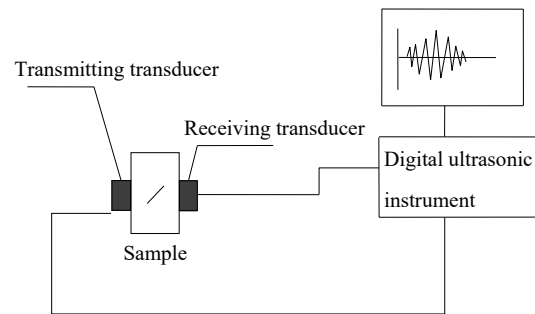 Transmitting transducer
Receiving transducer
Digital ultrasonic
instrument
Sample